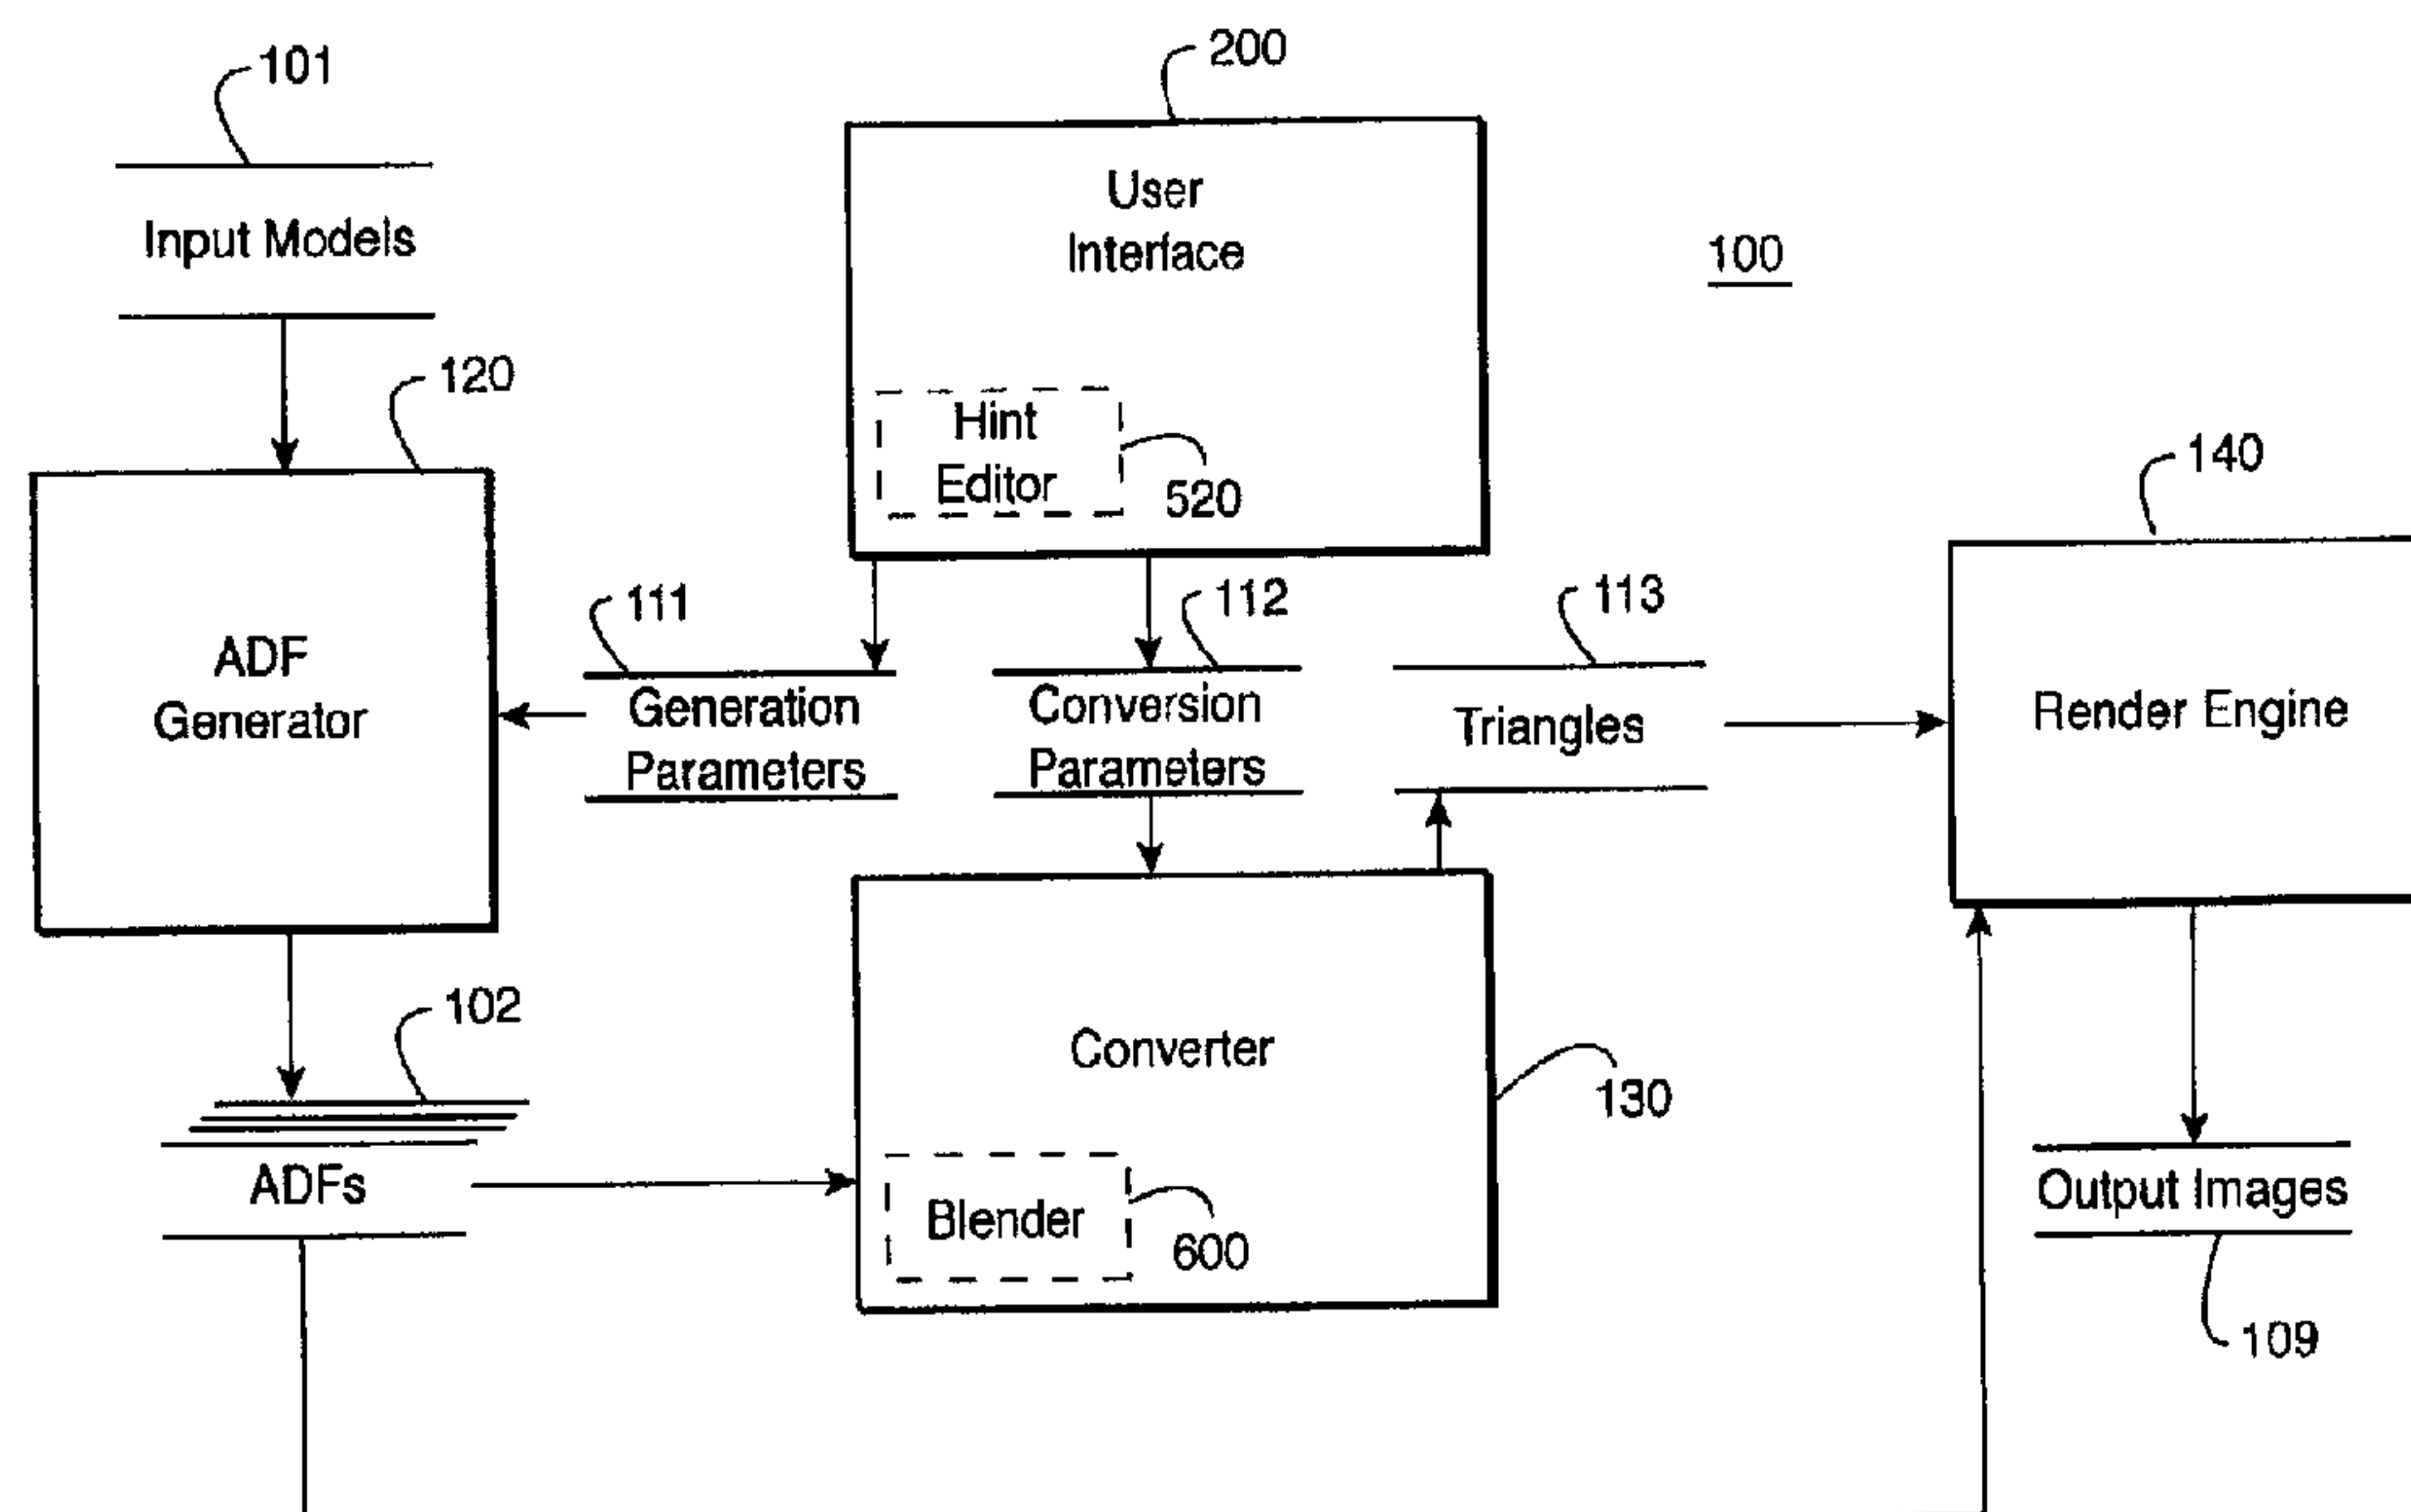 101
200
Input Models
User
Interface
100
120
Hint
Editor
520
140
ADF
Generator
111
Generation
Parameters
112
Conversion
Parameters
113
Triangles
Render Engine
102
ADFs
Converter
130
Blender
600
Output Images
109